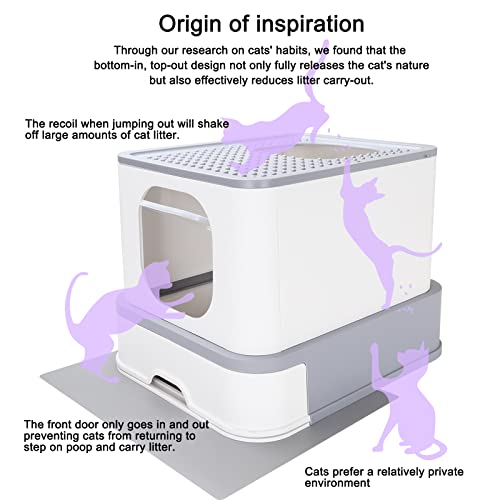 Origin of inspiration
Through our research on cats' habits, we found that the
bottom-in, top-out design not only fully releases the cat's nature
but also effectively reduces litter carry-out.
The recoil when jumping out will shake
off large amounts of cat litter.
The front door only goes in and out
preventing cats from returning to
step on poop and carry litter.
Cats prefer a relatively private
environment